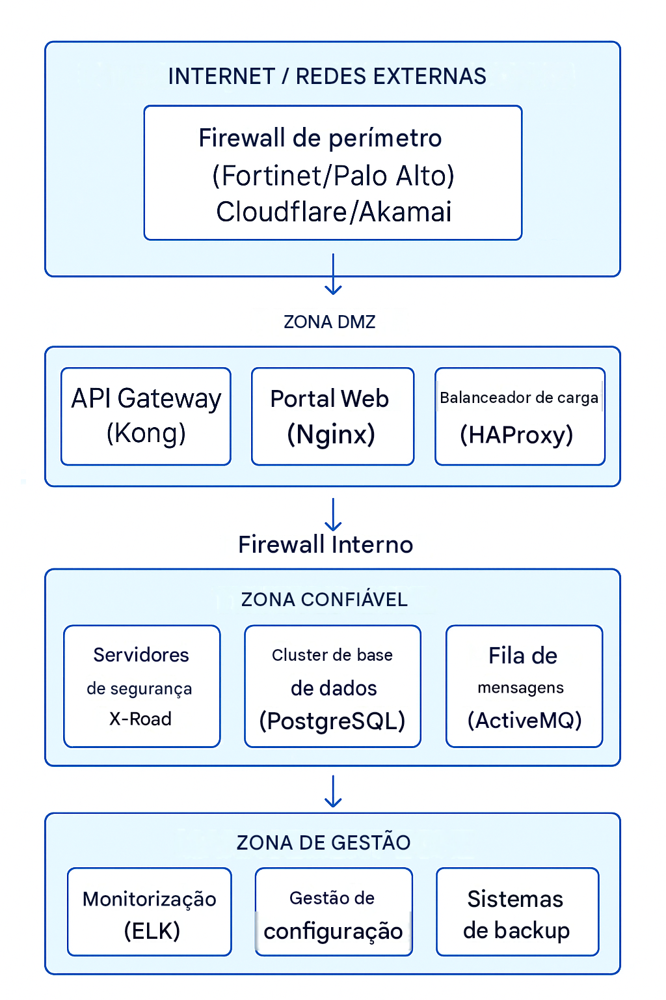 INTERNET / REDES EXTERNAS
Firewall de perímetro
(Fortinet/Palo Alto)
Cloudflare/Akamai
ZONA DMZ
API Gateway
(Kong)
Portal Web
(Nginx)
Balanceador de carga
(HAProxy)
Firewall Interno
ZONA CONFIÁVEL
Servidores
de segurança
X-Road
Cluster de base
de dados
(PostgreSQL)
Fila de
mensagens
(ActiveMQ)
ZONA DE GESTÃO
Monitorização
(ELK)
Gestão de
configuração
Sistemas
de backup